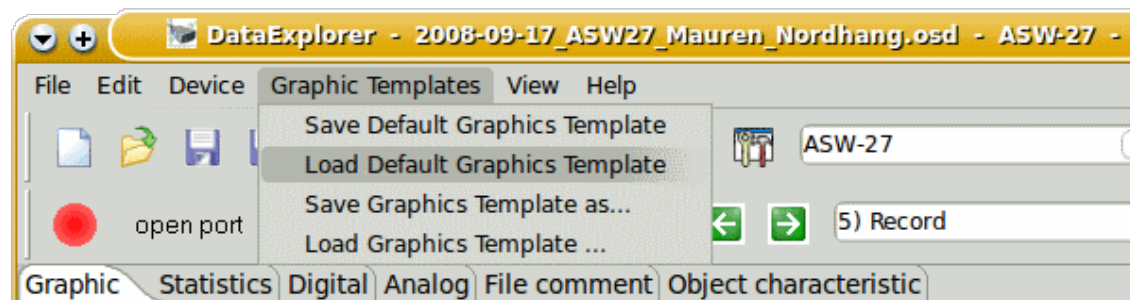 DataExplorer - 2008-09-17_ASW27_Mauren_Nordhang.osd - ASW-27 -
File Edit Device Graphic Templates View Help
Save Default Graphics Template
ASW-27
Load Default Graphics Template
Save Graphics Template as...
open port
5) Record
Load Graphics Template ...
Graphic Statistics Digital Analog File comment Object characteristic